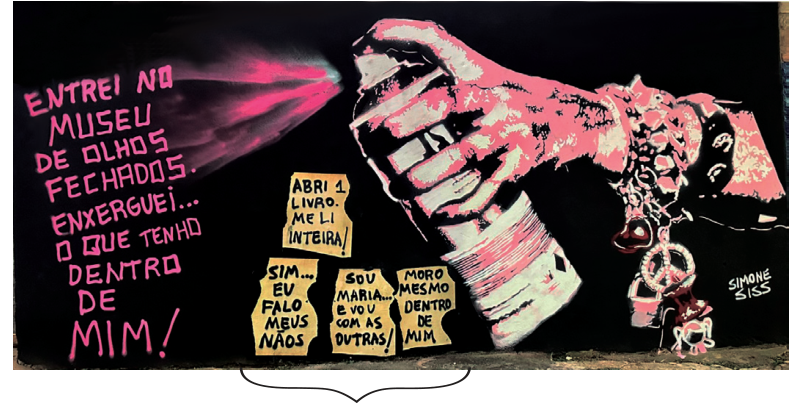 ENTREI NO
MUSEU
DE OLHOS
FECHADOS.
ENXERGUEI...
O QUE TENHO
DENTRO
DE
MIM!
ABRI 1
LIVRO.
ME LI
INTEIRA!
SIM...
EU
FALO
MEUS
NÃOS
SOU
MARIA...
E VOU
COM AS
OUTRAS!
MORO
MESMO
DENTRO
DE
MIM
SIMONE
SISS